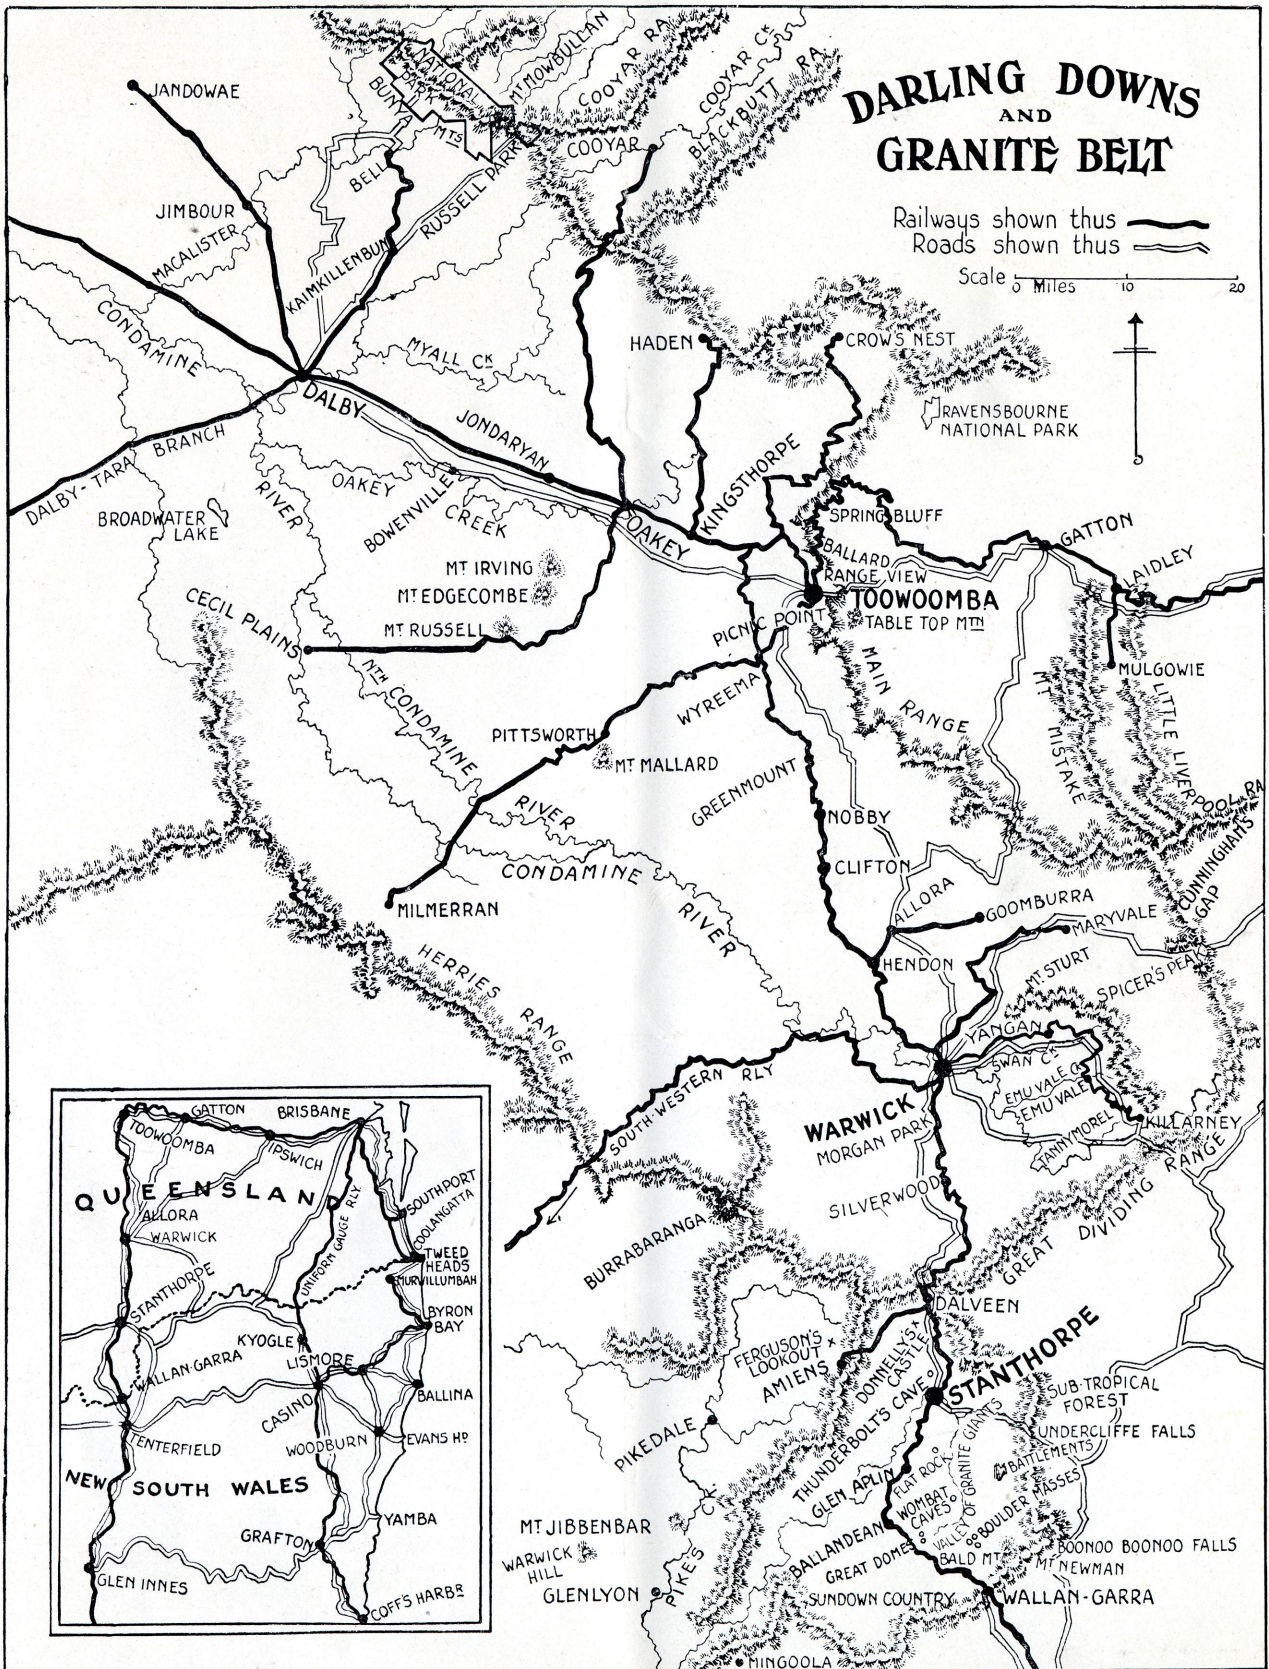 DARLING DOWNS
AND
GRANITE BELT
Railways shown thus
Roads shown thus
Scale 5 Miles 10 20
NATIONAL
PARK
BUNYA MTS
MT MOWBULLAN
COOYAR RA
COOYAR CK
BLACKBUTT RA.
JANDOWAE
COOYAR
BELL
RUSSELL PARK
JIMBOUR
MACALISTER
KAIMKILLENBUN
CONDAMINE
RIVER
MYALL CK
HADEN
CROW'S NEST
RAVENSBOURNE
NATIONAL PARK
DALBY
JONDARYAN
DALBY-TARA BRANCH
OAKEY
CREEK
BOWENVILLE
KINGSTHORPE
BROADWATER
LAKE
OAKEY
SPRING BLUFF
GATTON
LAIDLEY
BALLARD
RANGE VIEW
TOOWOOMBA
TABLE TOP MTN
PICNIC POINT
MT IRVING
MT EDGECOMBE
MT RUSSELL
CECIL PLAINS
MULGOWIE
NTH CONDAMINE
RIVER
MAIN
RANGE
MT MISTAKE
LITTLE LIVERPOOL RA
WYREEMA
PITTSWORTH
MT MALLARD
GREENMOUNT
NOBBY
CLIFTON
CONDAMINE
RIVER
MILMERRAN
ALLORA
GOOMBURRA
MARYVALE
CUNNINGHAMS
GAP
HENDON
MT STURT
SPICER'S PEAK
HERRIES
RANGE
YANGAN
SWAN CK
EMU VALE CK
EMU VALE
KILLARNEY
TANNYMOREL
SOUTH-WESTERN RLY
WARWICK
MORGAN PARK
SILVERWOOD
GREAT DIVIDING RANGE
BURRABARANGA
DALVEEN
FERGUSON'S
LOOKOUT
AMIENS
DONNELLY'S
CASTLE
STANTHORPE
THUNDERBOLT'S CAVE
SUB-TROPICAL
FOREST
UNDERCLIFFE FALLS
BATTLEMENTS
PIKEDALE
GLEN APLIN
FLAT ROCK
VALLEY OF GRANITE GIANTS
WOMBAT
CAVES
BOULDER MASSES
PIKES CK
MT JIBBENBAR
WARWICK
HILL
GLENLYON
BALLANDEAN
GREAT DOMES
BALD MT
BOONOO BOONOO FALLS
MT NEWMAN
SUNDOWN COUNTRY
WALLAN-GARRA
MINGOOLA
GATTON
BRISBANE
TOOWOOMBA
IPSWICH
QUEENSLAND
SOUTHPORT
COOLANGATTA
ALLORA
WARWICK
UNIFORM GAUGE RLY
TWEED
HEADS
MURVILLUMBAH
STANTHORPE
BYRON
BAY
KYOGLE
LISMORE
WALLAN-GARRA
BALLINA
CASINO
TENTERFIELD
WOODBURN
EVANS HD
NEW SOUTH WALES
YAMBA
GRAFTON
GLEN INNES
COFF'S HARBR